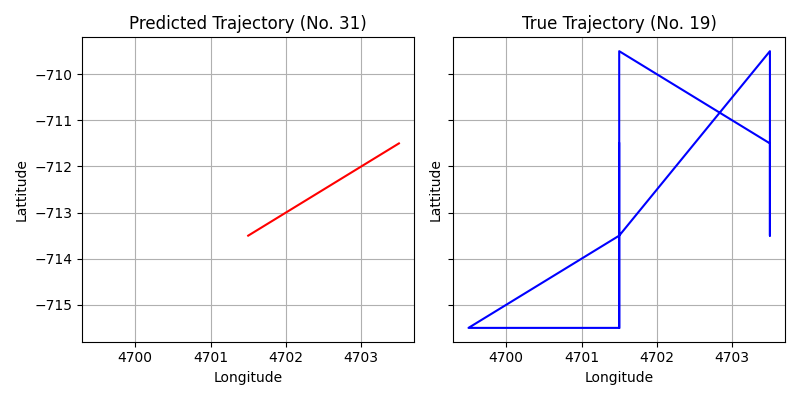 Predicted Trajectory (No. 31)
True Trajectory (No. 19)
Lattitude
−710
−711
−712
−713
−714
−715
4700
4701
4702
4703
Longitude
Lattitude
4700
4701
4702
4703
Longitude